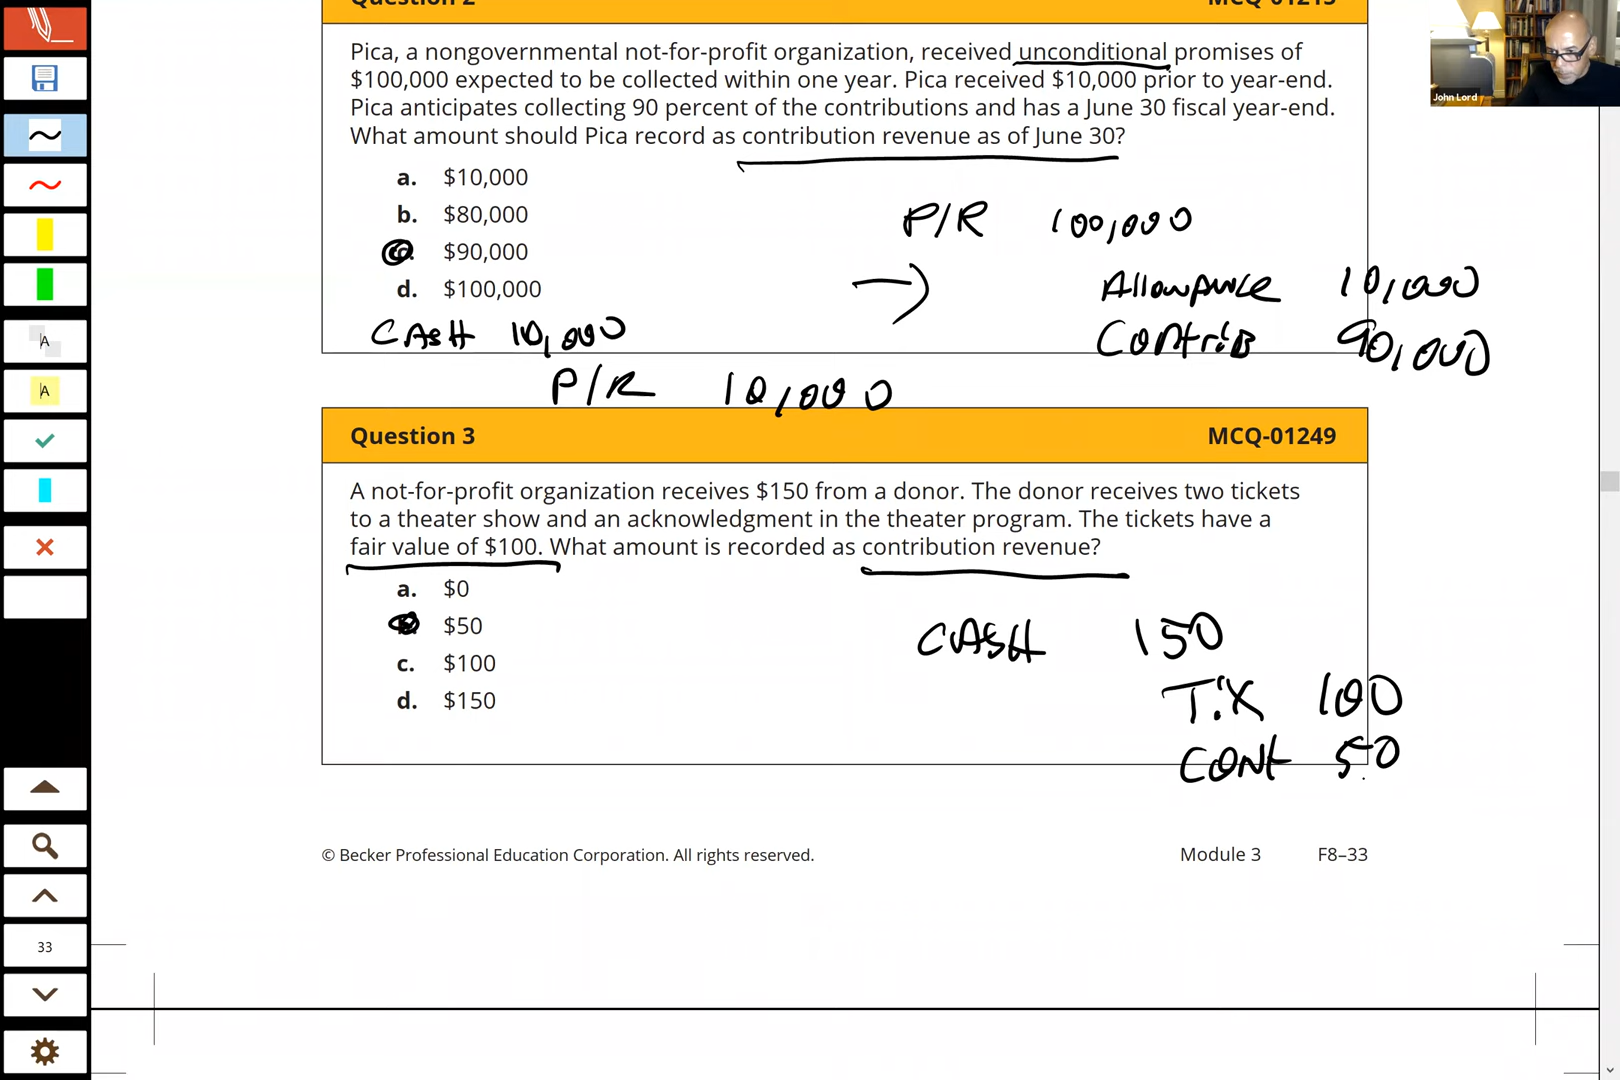 Question 2 MCQ-01213
Pica, a nongovernmental not-for-profit organization, received unconditional promises of
$100,000 expected to be collected within one year. Pica received $10,000 prior to year-end.
Pica anticipates collecting 90 percent of the contributions and has a June 30 fiscal year-end.
What amount should Pica record as contribution revenue as of June 30?
a. $10,000
b. $80,000
$90,000
d. $100,000
P/R 100,000
Allowance 10,000
Contrib 90,000
CASH 10,000
P/R 10,000
Question 3 MCQ-01249
A not-for-profit organization receives $150 from a donor. The donor receives two tickets
to a theater show and an acknowledgment in the theater program. The tickets have a
fair value of $100. What amount is recorded as contribution revenue?
a. $0
$50
c. $100
d. $150
CASH 150
Tix 100
CONt 50
© Becker Professional Education Corporation. All rights reserved. Module 3 F8–33
John Lord
A
A
33